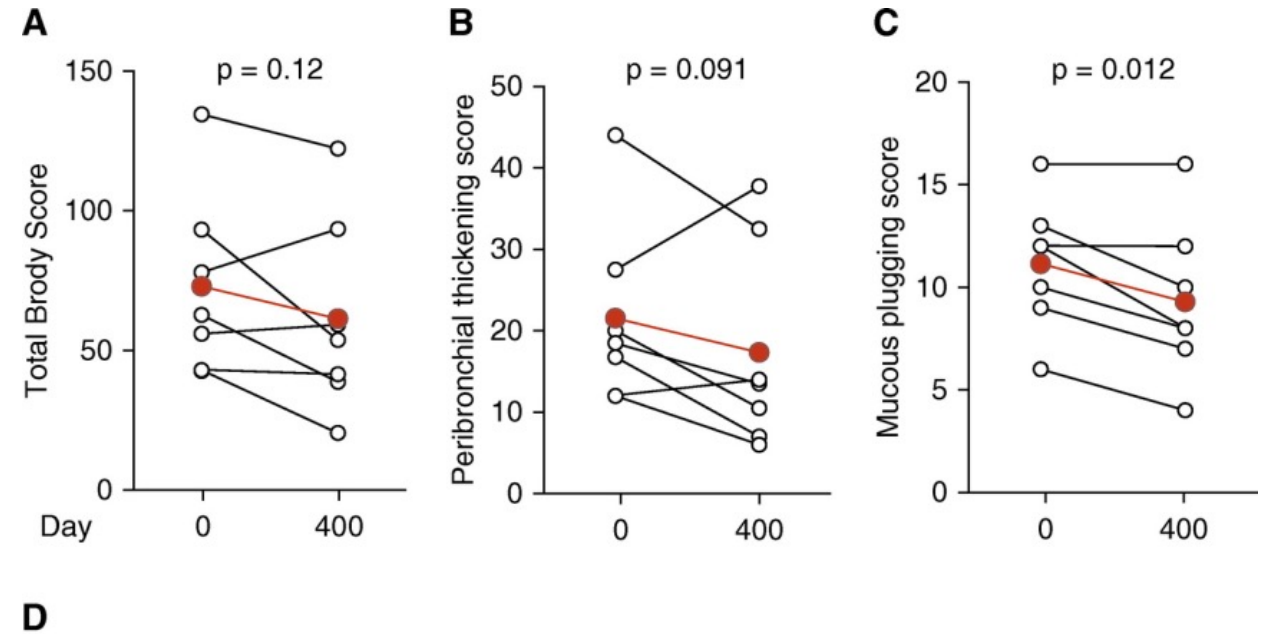 A
B
C
p = 0.12
p = 0.091
p = 0.012
Total Brody Score
150
100
50
0
Day
0
400
Peribronchial thickening score
50
40
30
20
10
0
0
400
Mucous plugging score
20
15
10
5
0
0
400
D